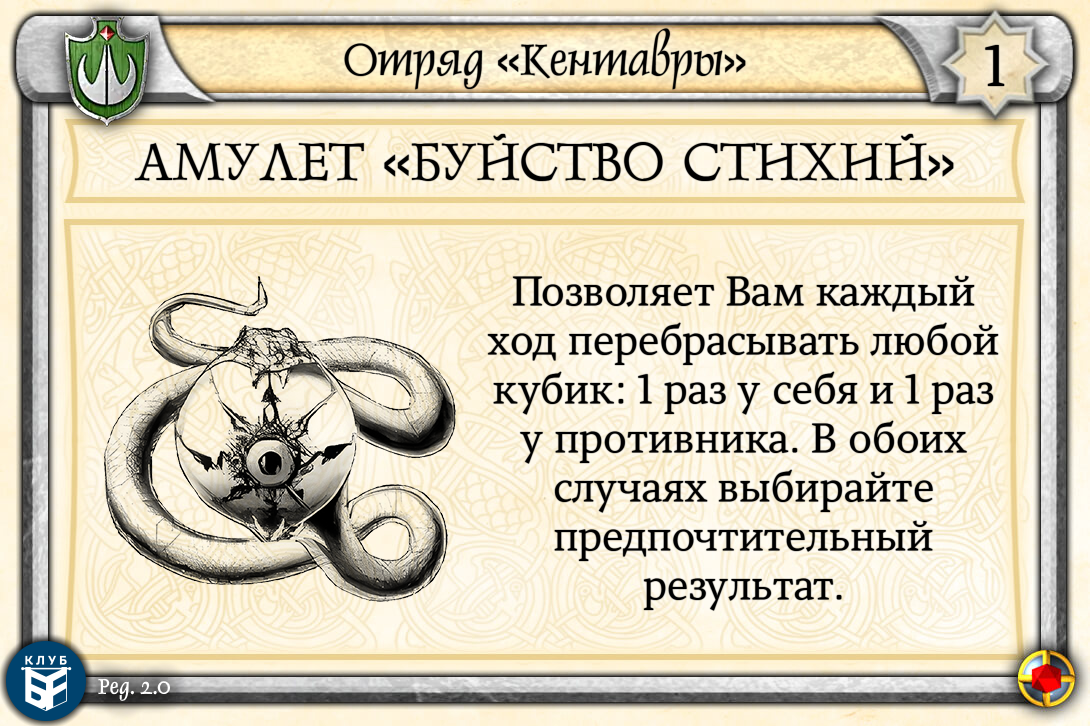 Отряд «Кентавры»
1
АМУЛЕТ «БУЙСТВО СТИХИЙ»
Позволяет Вам каждый
ход перебрасывать любой
кубик: 1 раз у себя и 1 раз
у противника. В обоих
случаях выбирайте
предпочтительный
результат.
КЛУБ
Ред. 2.0